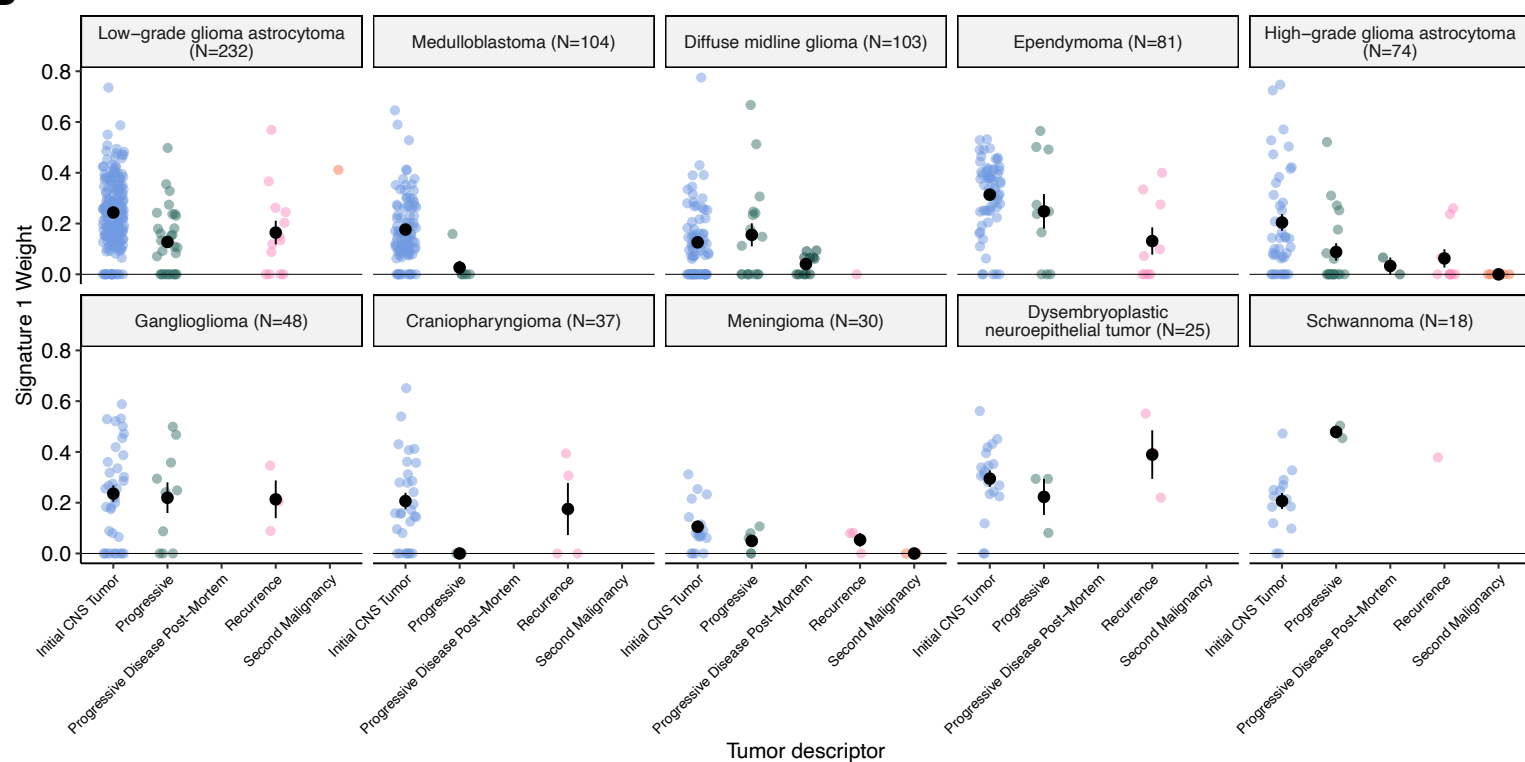 Low−grade glioma astrocytoma
(N=232)
Medulloblastoma (N=104)
Diffuse midline glioma (N=103)
Ependymoma (N=81)
High−grade glioma astrocytoma
(N=74)
0.8
0.6
0.4
0.2
0.0
Ganglioglioma (N=48)
Craniopharyngioma (N=37)
Meningioma (N=30)
Dysembryoplastic
neuroepithelial tumor (N=25)
Schwannoma (N=18)
0.8
0.6
0.4
0.2
0.0
Signature 1 Weight
Initial CNS Tumor
Progressive
Progressive Disease Post−Mortem
Recurrence
Second Malignancy
Initial CNS Tumor
Progressive
Progressive Disease Post−Mortem
Recurrence
Second Malignancy
Initial CNS Tumor
Progressive
Progressive Disease Post−Mortem
Recurrence
Second Malignancy
Initial CNS Tumor
Progressive
Progressive Disease Post−Mortem
Recurrence
Second Malignancy
Initial CNS Tumor
Progressive
Progressive Disease Post−Mortem
Recurrence
Second Malignancy
Tumor descriptor